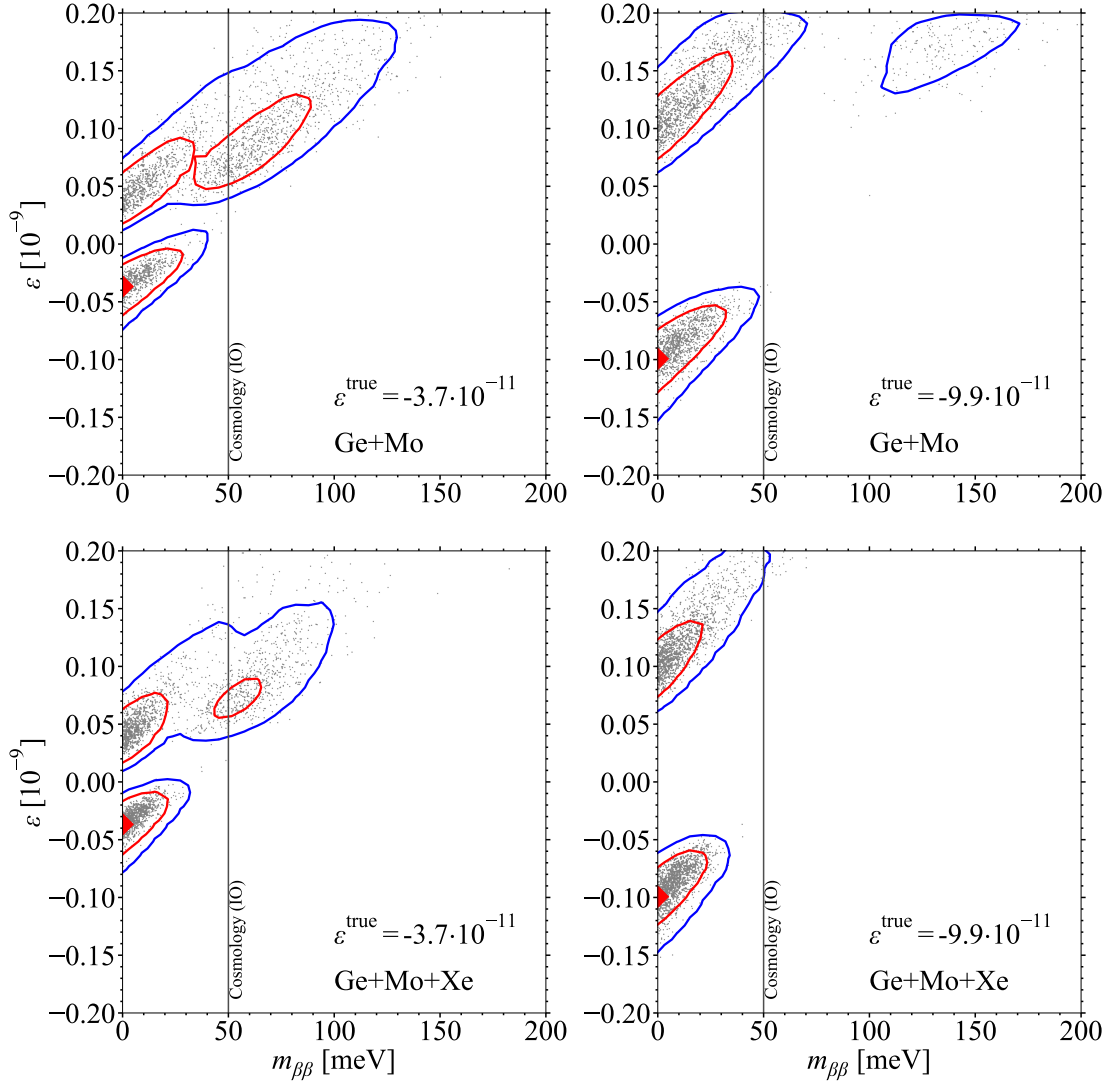 0.20
0.15
0.10
0.05
0.00
−0.05
−0.10
−0.15
−0.20
ε [10⁻⁹]
0 50 100 150 200
Cosmology (IO)
εᵗʳᵘᵉ = -3.7·10⁻¹¹
Ge+Mo
0.20
0.15
0.10
0.05
0.00
−0.05
−0.10
−0.15
−0.20
0 50 100 150 200
Cosmology (IO)
εᵗʳᵘᵉ = -9.9·10⁻¹¹
Ge+Mo
0.20
0.15
0.10
0.05
0.00
−0.05
−0.10
−0.15
−0.20
ε [10⁻⁹]
0 50 100 150 200
m_ββ [meV]
Cosmology (IO)
εᵗʳᵘᵉ = -3.7·10⁻¹¹
Ge+Mo+Xe
0.20
0.15
0.10
0.05
0.00
−0.05
−0.10
−0.15
−0.20
0 50 100 150 200
m_ββ [meV]
Cosmology (IO)
εᵗʳᵘᵉ = -9.9·10⁻¹¹
Ge+Mo+Xe